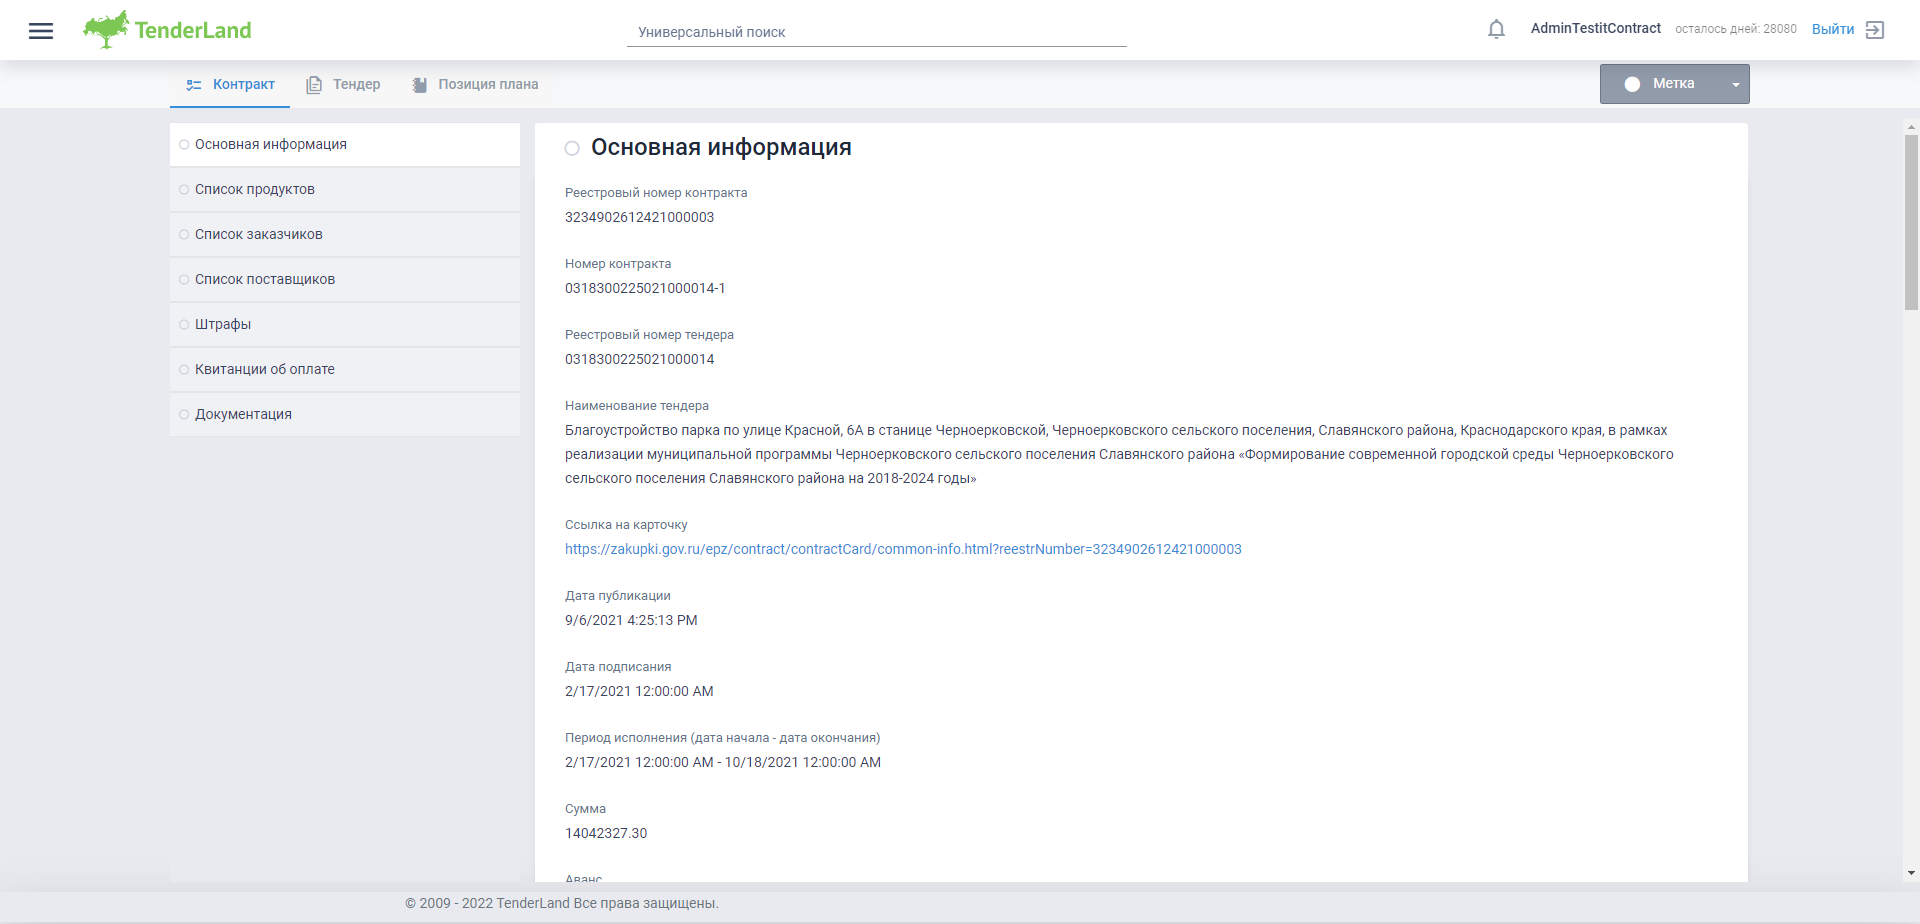 TenderLand
Универсальный поиск
AdminTestitContract
осталось дней: 28080
Выйти
Контракт
Тендер
Позиция плана
Метка
Основная информация
Список продуктов
Список заказчиков
Список поставщиков
Штрафы
Квитанции об оплате
Документация
Основная информация
Реестровый номер контракта
3234902612421000003
Номер контракта
0318300225021000014-1
Реестровый номер тендера
0318300225021000014
Наименование тендера
Благоустройство парка по улице Красной, 6А в станице Черноерковской, Черноерковского сельского поселения, Славянского района, Краснодарского края, в рамках
реализации муниципальной программы Черноерковского сельского поселения Славянского района «Формирование современной городской среды Черноерковского
сельского поселения Славянского района на 2018-2024 годы»
Ссылка на карточку
https://zakupki.gov.ru/epz/contract/contractCard/common-info.html?reestrNumber=3234902612421000003
Дата публикации
9/6/2021 4:25:13 PM
Дата подписания
2/17/2021 12:00:00 AM
Период исполнения (дата начала - дата окончания)
2/17/2021 12:00:00 AM - 10/18/2021 12:00:00 AM
Сумма
14042327.30
Аванс
© 2009 - 2022 TenderLand Все права защищены.